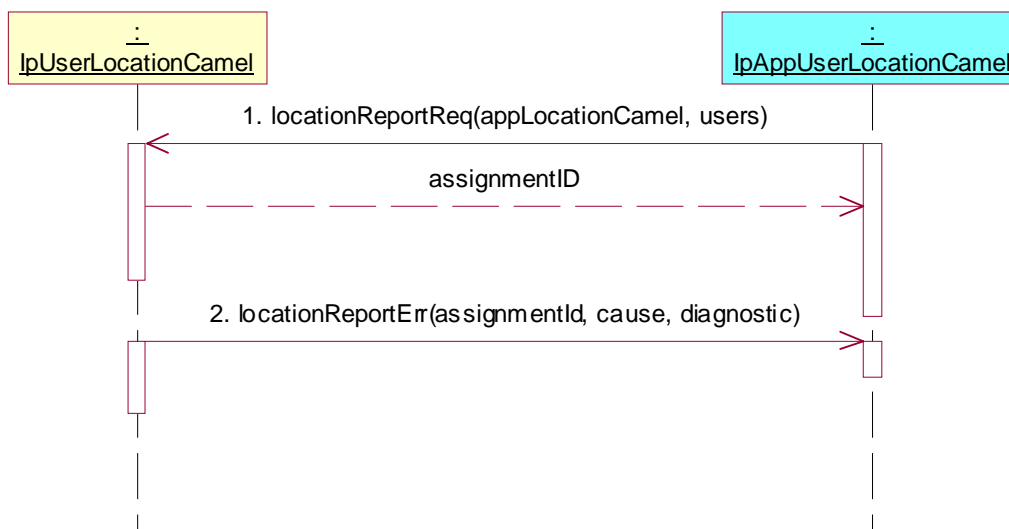 :
IpUserLocationCamel
:
IpAppUserLocationCamel
1. locationReportReq(appLocationCamel, users)
assignmentID
2. locationReportErr(assignmentId, cause, diagnostic)